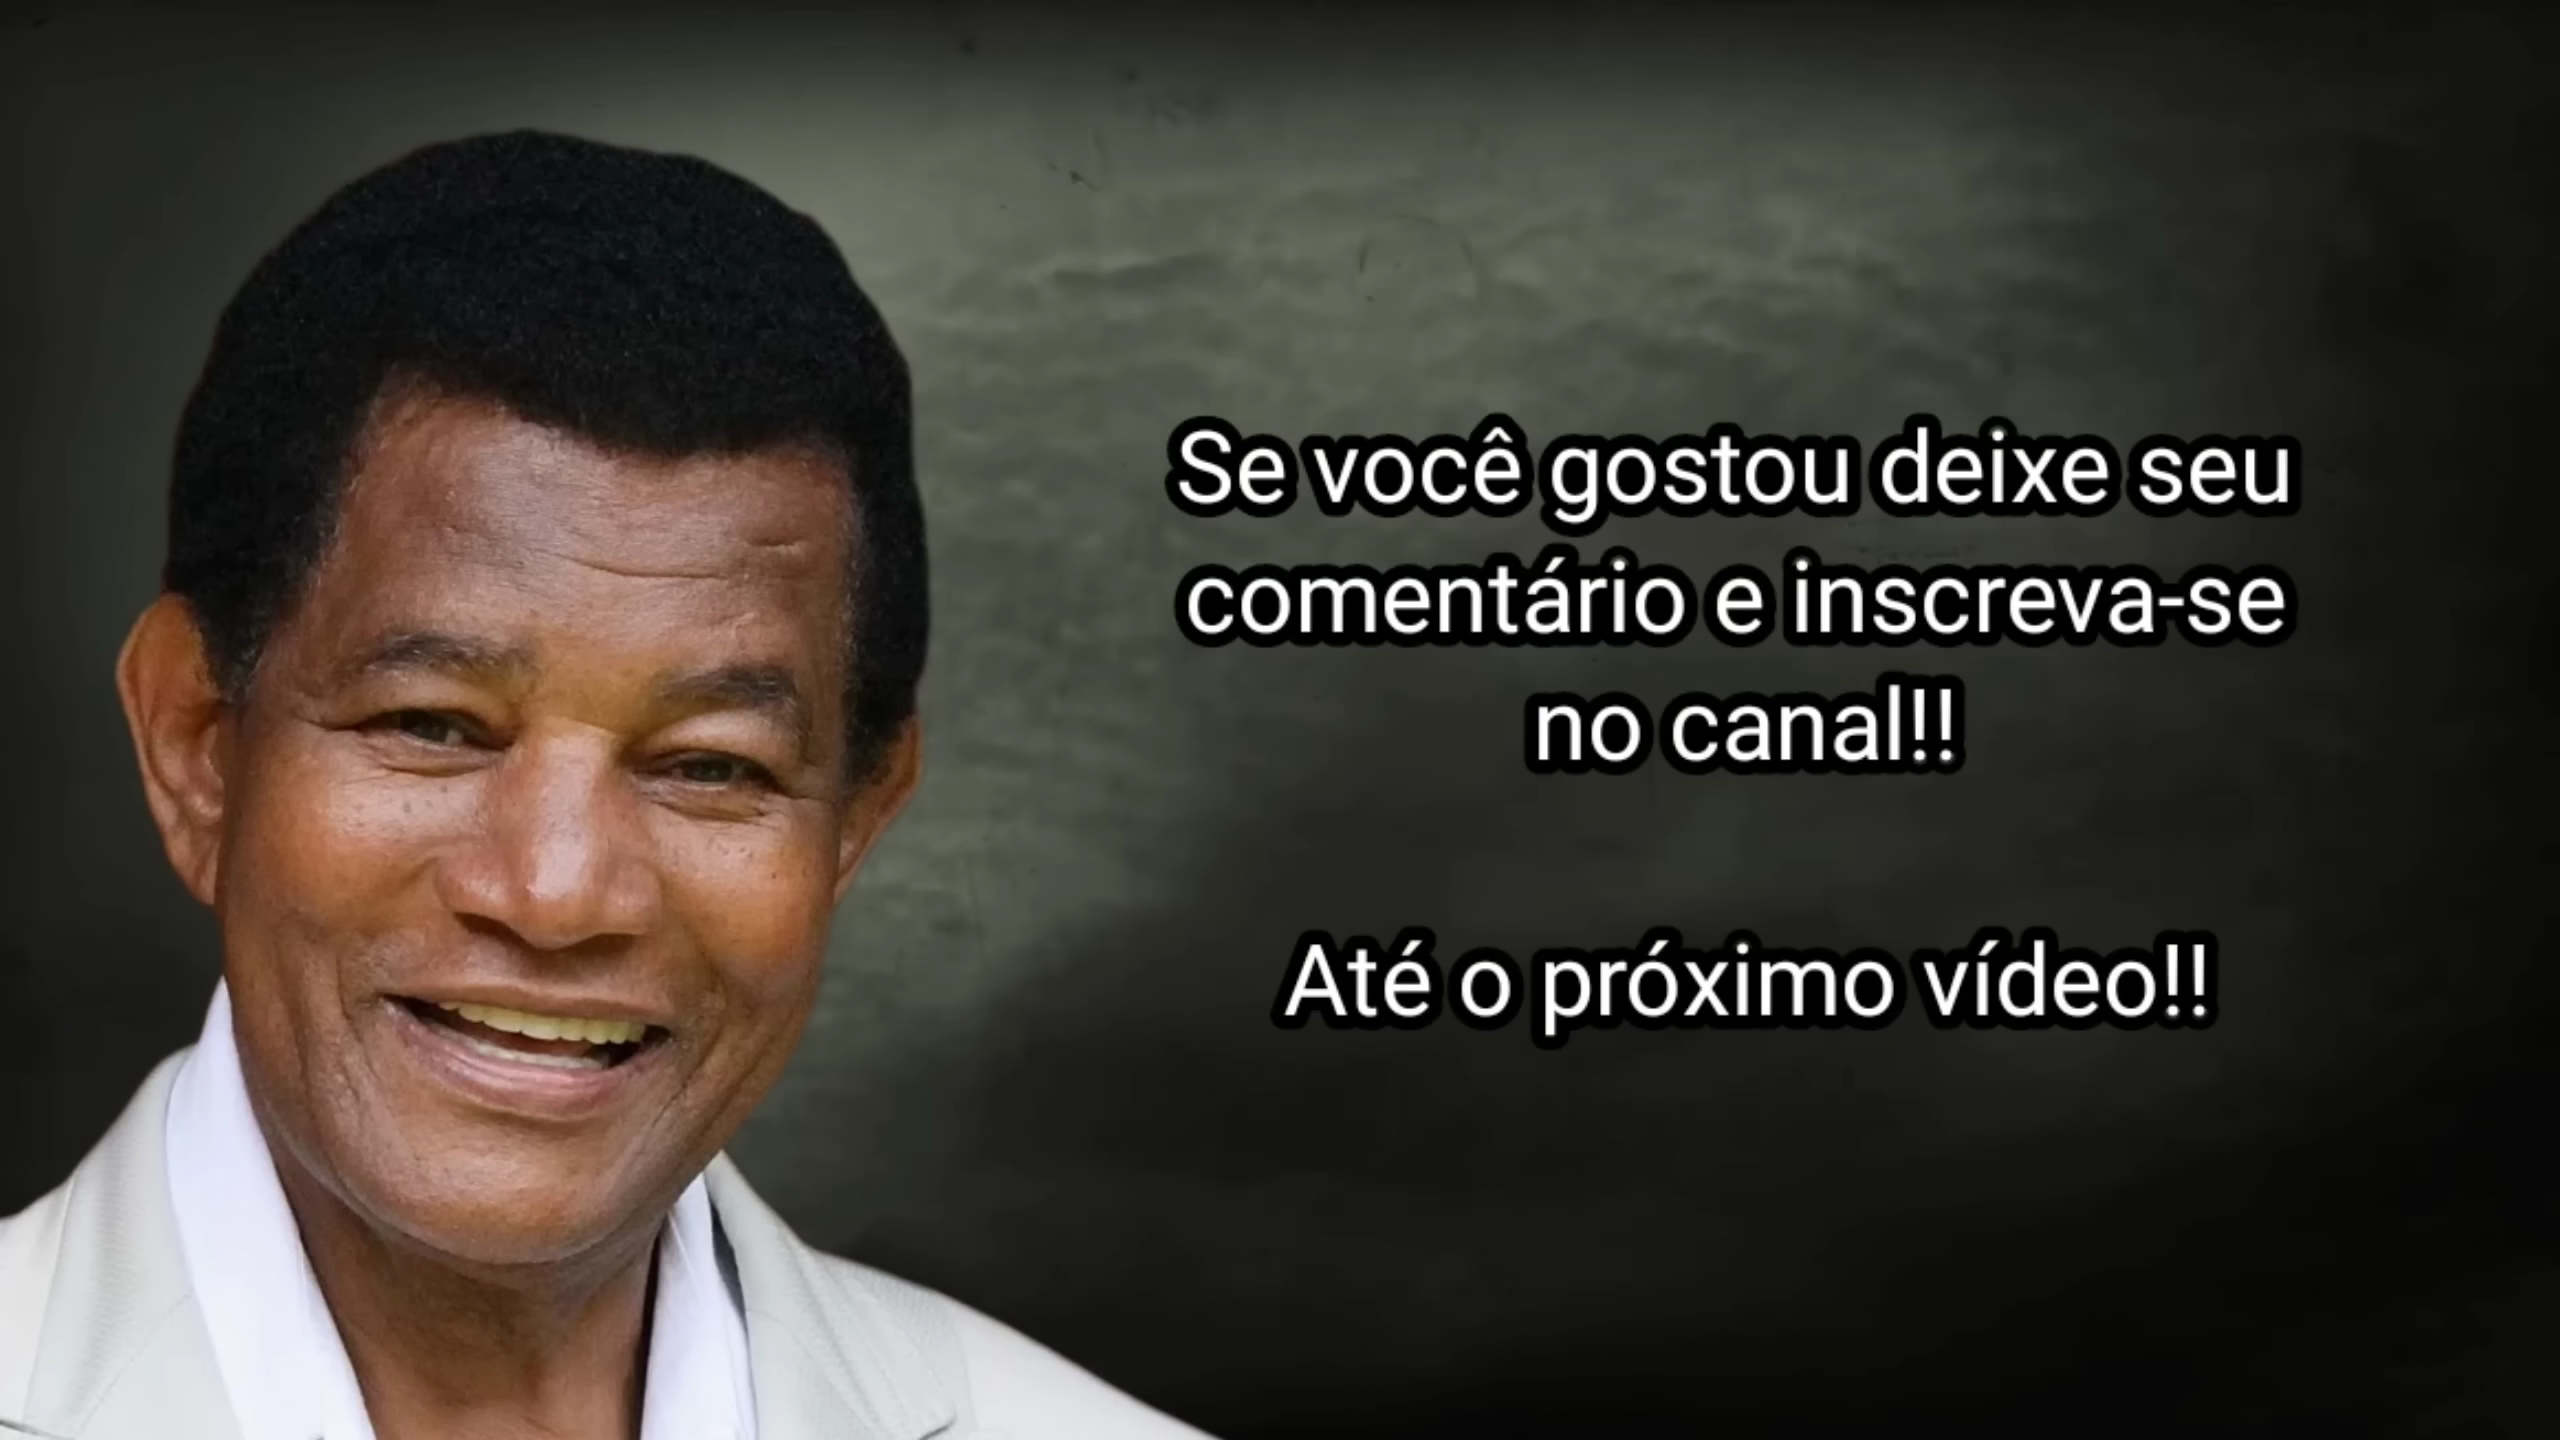 Se você gostou deixe seu
comentário e inscreva-se
no canal!!
Até o próximo vídeo!!